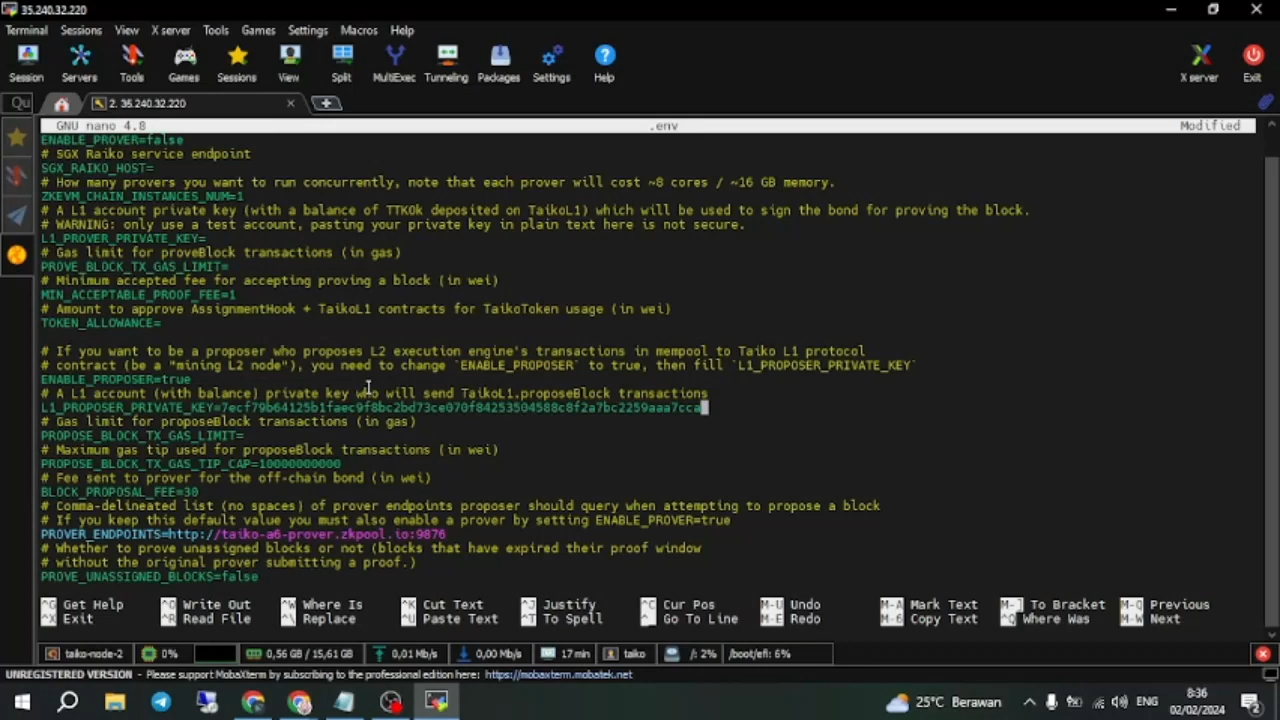 35.240.32.220
Terminal Sessions View X server Tools Games Settings Macros Help
Session Servers Tools Games Sessions View Split MultiExec Tunneling Packages Settings Help X server Exit
Qu 2. 35.240.32.220
GNU nano 4.8 .env Modified
ENABLE_PROVER=false
# SGX Raiko service endpoint
SGX_RAIKO_HOST=
# How many provers you want to run concurrently, note that each prover will cost ~8 cores / ~16 GB memory.
ZKEVM_CHAIN_INSTANCES_NUM=1
# A L1 account private key (with a balance of TTKOk deposited on TaikoL1) which will be used to sign the bond for proving the block.
# WARNING: only use a test account, pasting your private key in plain text here is not secure.
L1_PROVER_PRIVATE_KEY=
# Gas limit for proveBlock transactions (in gas)
PROVE_BLOCK_TX_GAS_LIMIT=
# Minimum accepted fee for accepting proving a block (in wei)
MIN_ACCEPTABLE_PROOF_FEE=1
# Amount to approve AssignmentHook + TaikoL1 contracts for TaikoToken usage (in wei)
TOKEN_ALLOWANCE=
# If you want to be a proposer who proposes L2 execution engine's transactions in mempool to Taiko L1 protocol
# contract (be a "mining L2 node"), you need to change `ENABLE_PROPOSER` to true, then fill `L1_PROPOSER_PRIVATE_KEY`
ENABLE_PROPOSER=true
# A L1 account (with balance) private key who will send TaikoL1.proposeBlock transactions
L1_PROPOSER_PRIVATE_KEY=7ecf79b64125b1faec9f8bc2bd73ce070f84253504588c8f2a7bc2259aaa7cca
# Gas limit for proposeBlock transactions (in gas)
PROPOSE_BLOCK_TX_GAS_LIMIT=
# Maximum gas tip used for proposeBlock transactions (in wei)
PROPOSE_BLOCK_TX_GAS_TIP_CAP=10000000000
# Fee sent to prover for the off-chain bond (in wei)
BLOCK_PROPOSAL_FEE=30
# Comma-delineated list (no spaces) of prover endpoints proposer should query when attempting to propose a block
# If you keep this default value you must also enable a prover by setting ENABLE_PROVER=true
PROVER_ENDPOINTS=http://taiko-a6-prover.zkpool.io:9876
# Whether to prove unassigned blocks or not (blocks that have expired their proof window
# without the original prover submitting a proof.)
PROVE_UNASSIGNED_BLOCKS=false
^G Get Help ^O Write Out ^W Where Is ^K Cut Text ^J Justify ^C Cur Pos M-U Undo M-A Mark Text M-] To Bracket M-Q Previous
^X Exit ^R Read File ^\ Replace ^U Paste Text ^T To Spell ^_ Go To Line M-E Redo M-6 Copy Text ^Q Where Was M-W Next
taiko-node-2 0% 0,56 GB / 15,61 GB 0,01 Mb/s 0,00 Mb/s 17 min taiko /: 2% /boot/efi: 6%
UNREGISTERED VERSION - Please support MobaXterm by subscribing to the professional edition here: https://mobaxterm.mobatek.net
25°C Berawan ENG 8:36
02/02/2024 2